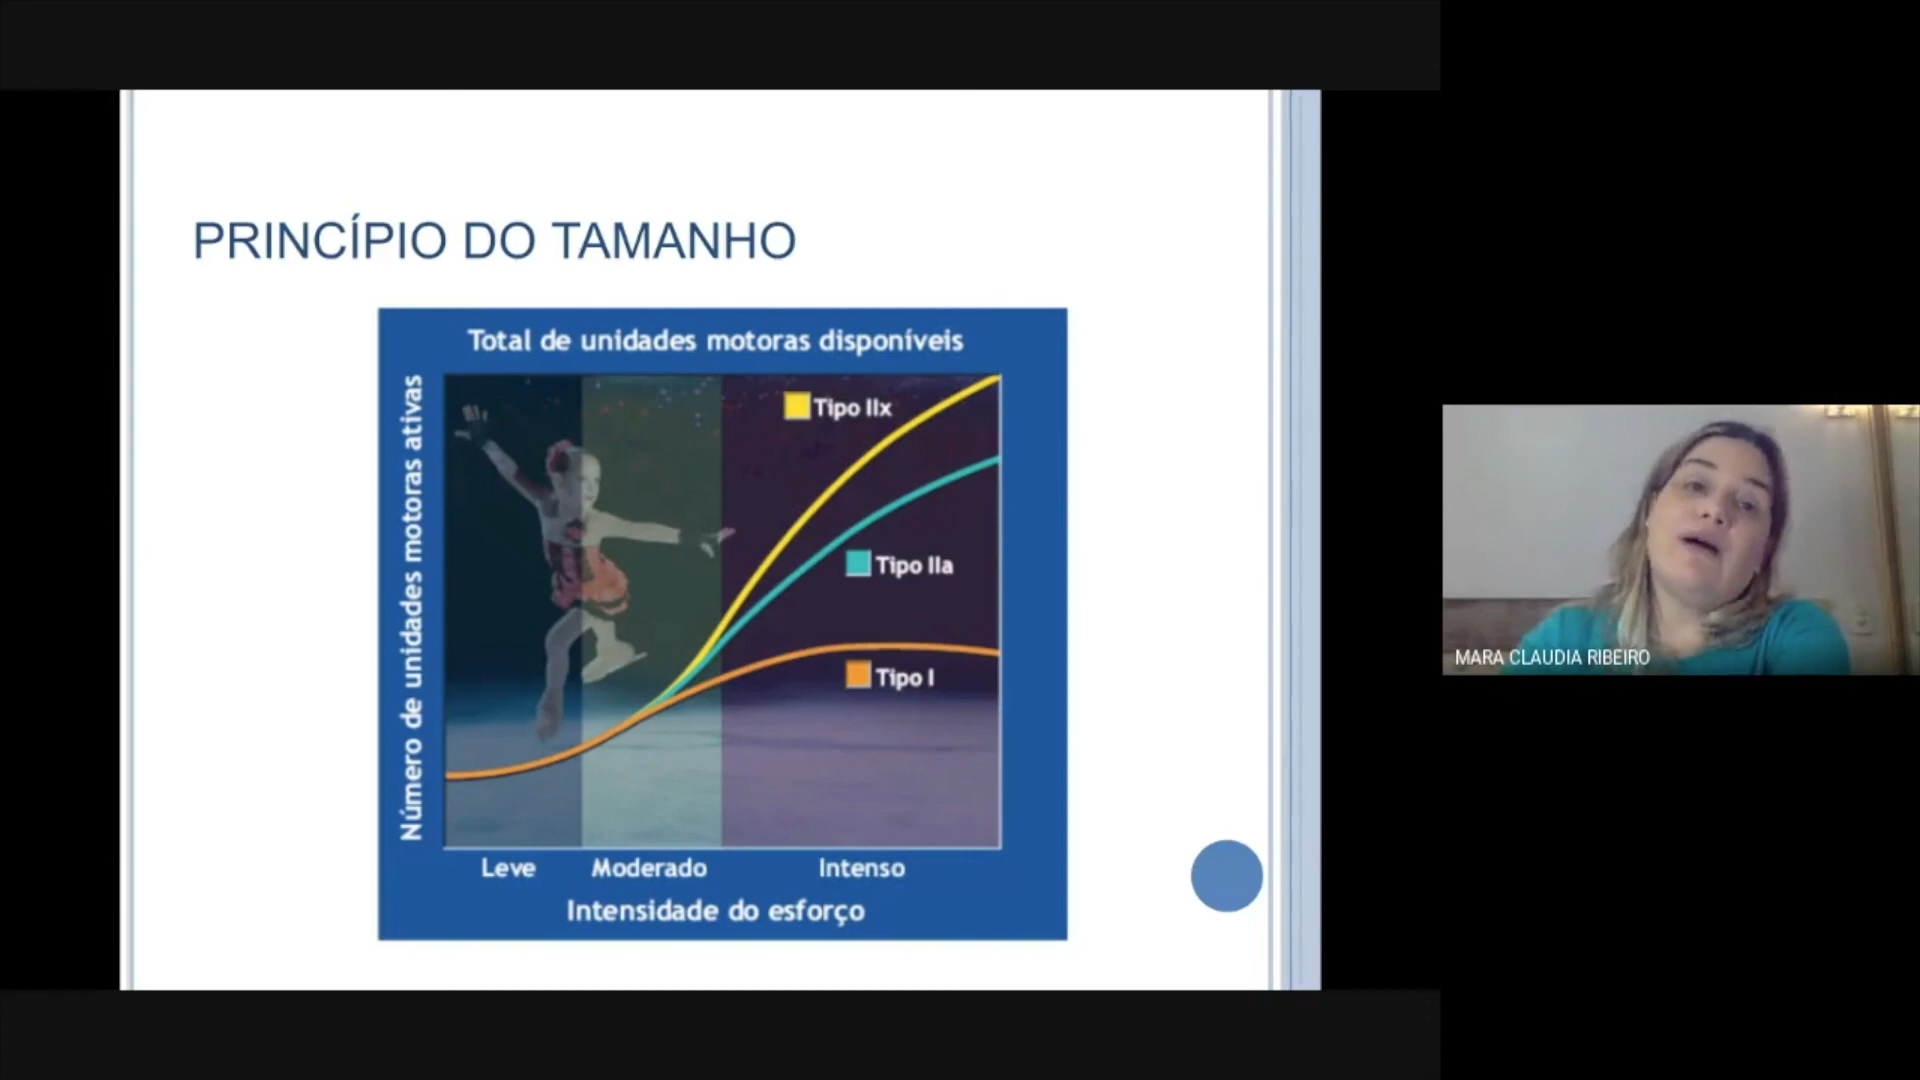 PRINCÍPIO DO TAMANHO
Total de unidades motoras disponíveis
Número de unidades motoras ativas
Tipo IIx
Tipo IIa
Tipo I
Leve Moderado Intenso
Intensidade do esforço
MARA CLAUDIA RIBEIRO